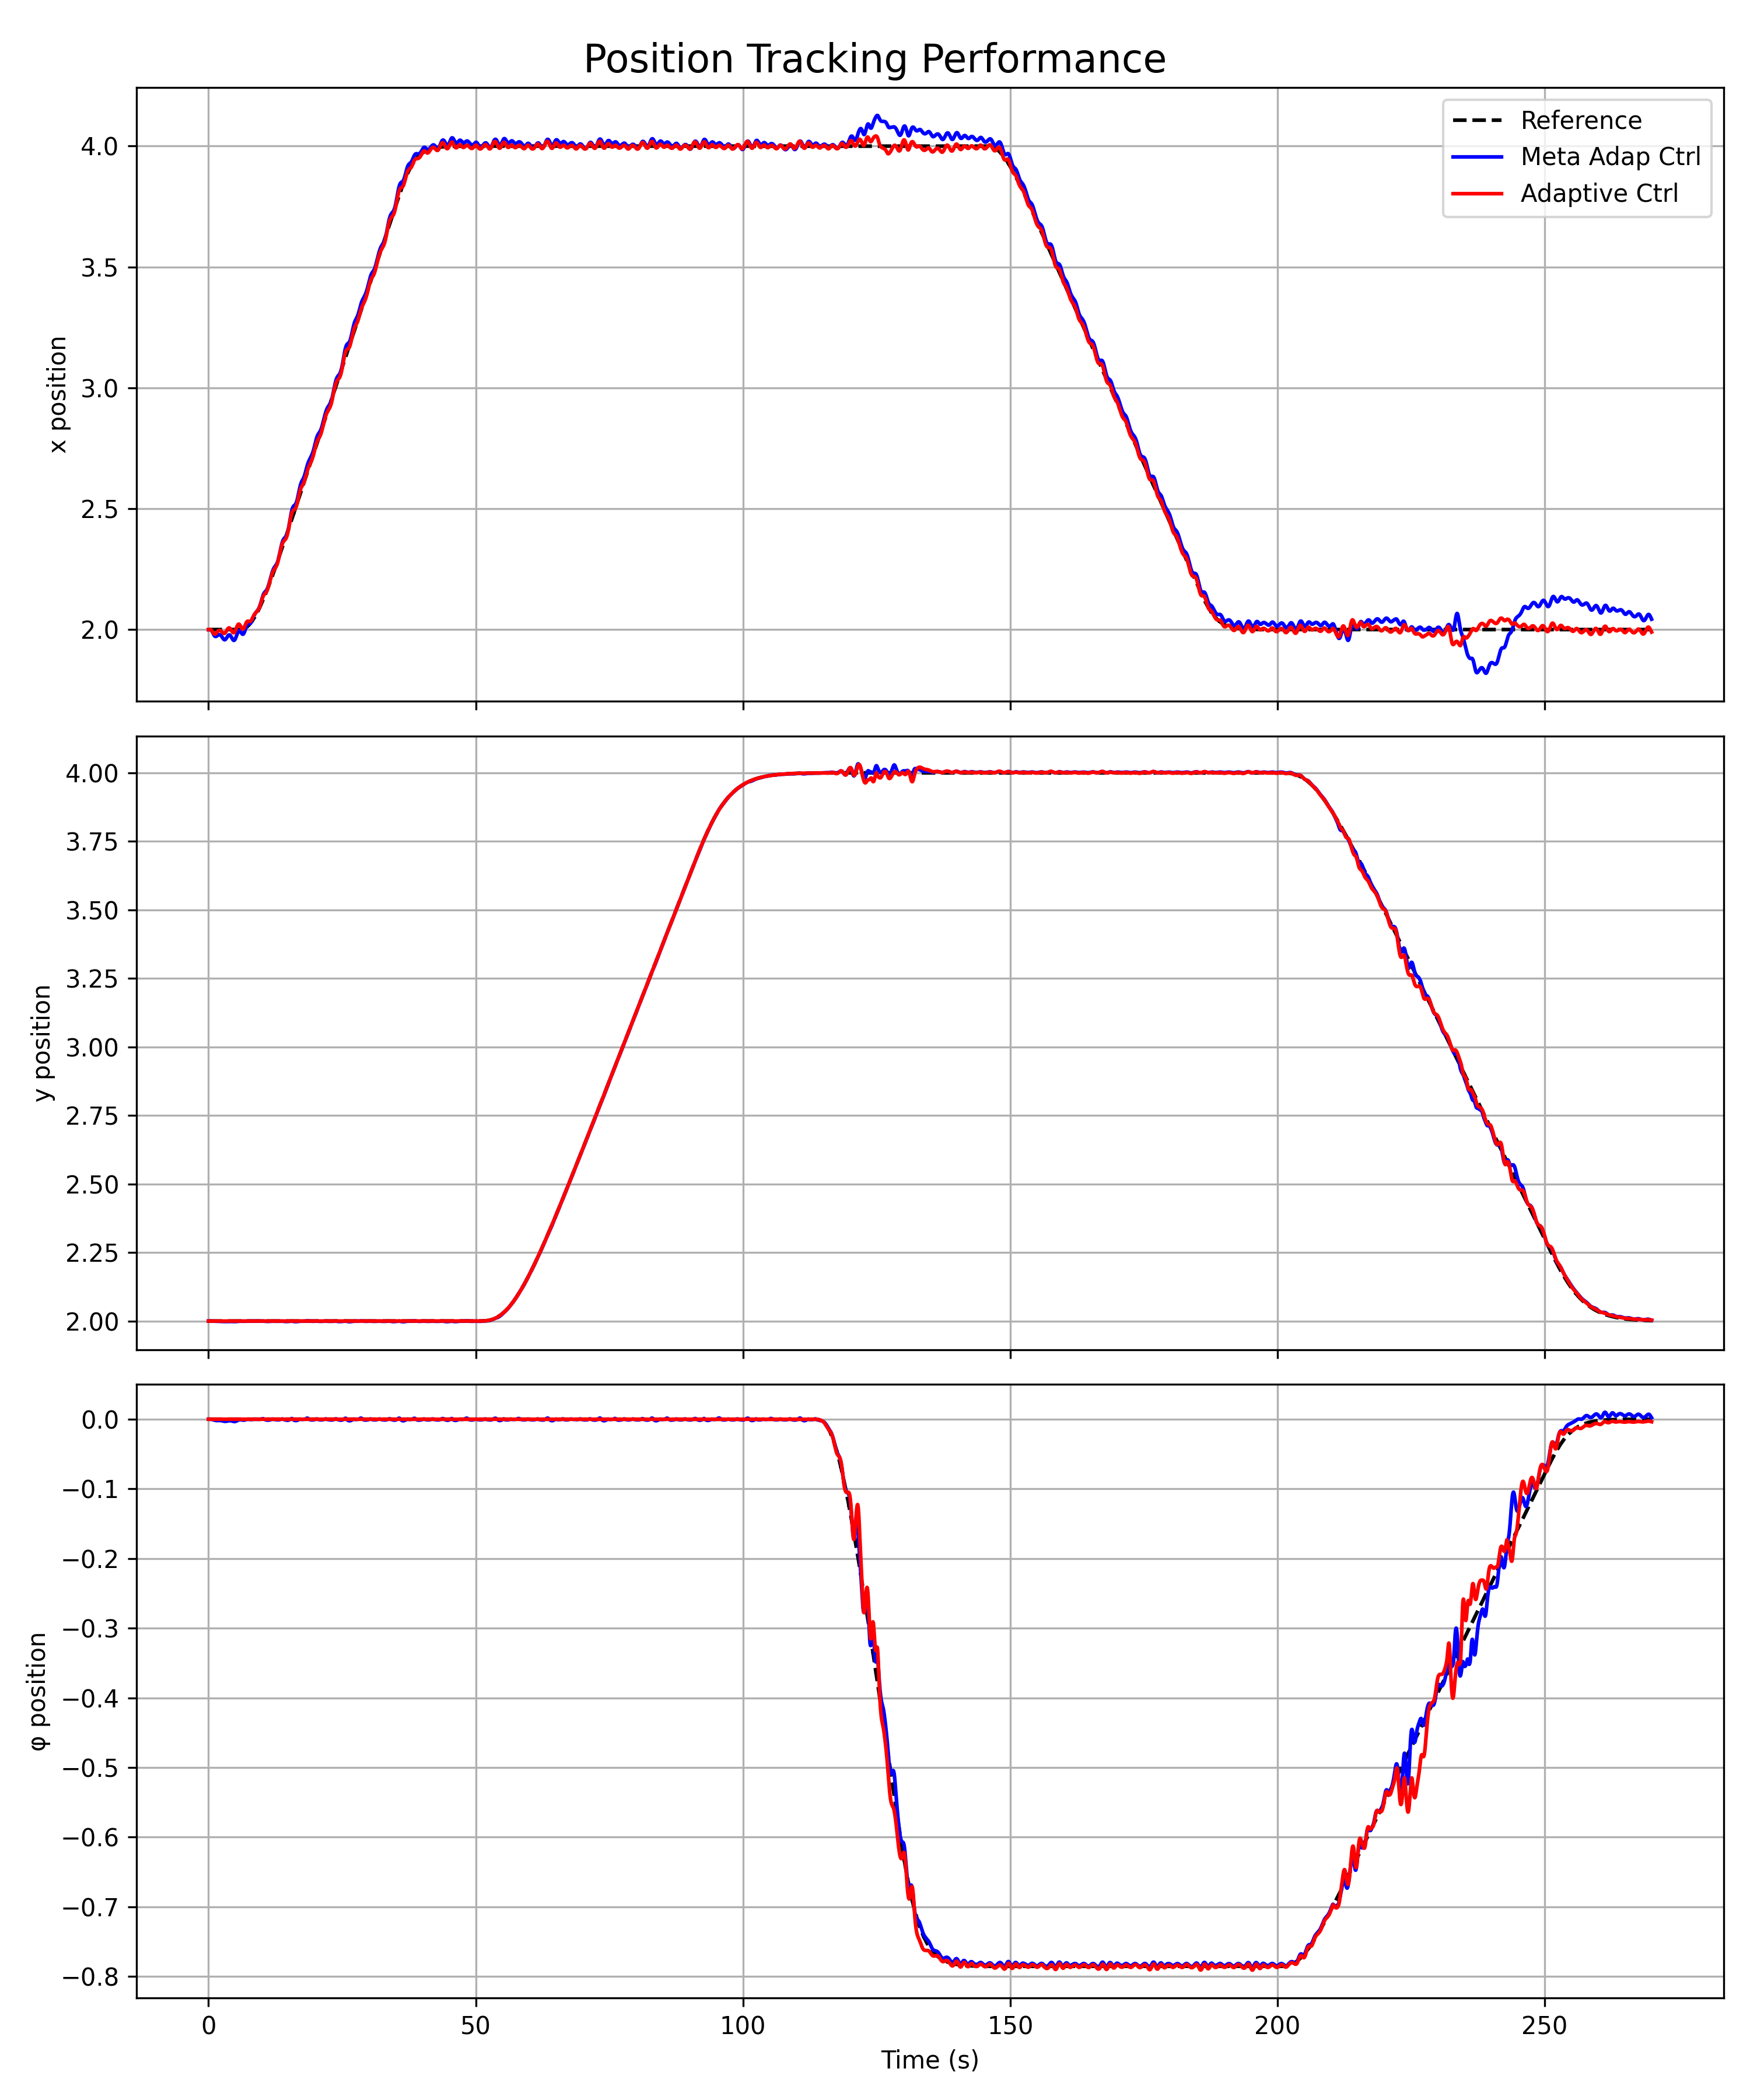 Position Tracking Performance
Reference
Meta Adap Ctrl
Adaptive Ctrl
4.0
3.5
3.0
2.5
2.0
x position
4.00
3.75
3.50
3.25
3.00
2.75
2.50
2.25
2.00
y position
0.0
−0.1
−0.2
−0.3
−0.4
−0.5
−0.6
−0.7
−0.8
φ position
0 50 100 150 200 250
Time (s)